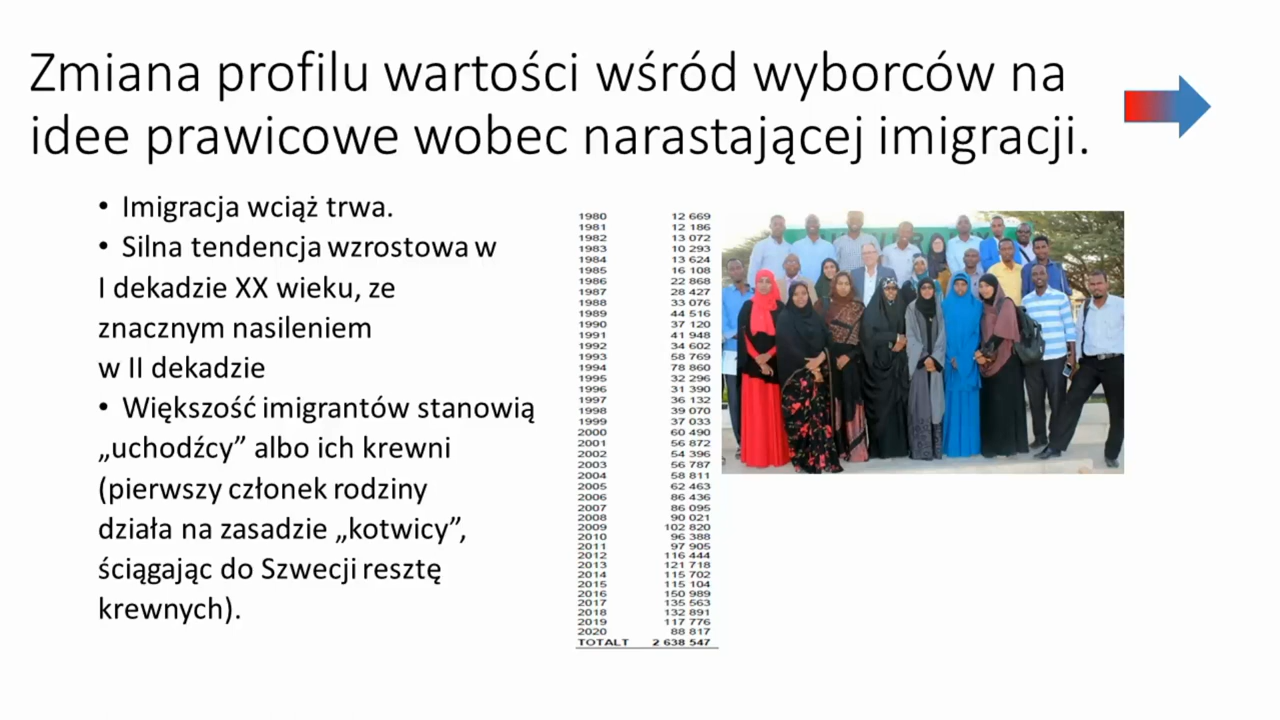 Zmiana profilu wartości wśród wyborców na
idee prawicowe wobec narastającej imigracji.
• Imigracja wciąż trwa.
• Silna tendencja wzrostowa w
I dekadzie XX wieku, ze
znacznym nasileniem
w II dekadzie
• Większość imigrantów stanowią
„uchodźcy” albo ich krewni
(pierwszy członek rodziny
działa na zasadzie „kotwicy”,
ściągając do Szwecji resztę
krewnych).
1980 12 669
1981 12 186
1982 13 072
1983 10 293
1984 13 624
1985 16 108
1986 22 868
1987 28 427
1988 33 076
1989 44 516
1990 37 120
1991 41 948
1992 34 602
1993 58 769
1994 78 860
1995 32 296
1996 31 390
1997 36 132
1998 39 070
1999 37 033
2000 60 490
2001 56 872
2002 54 396
2003 56 787
2004 58 811
2005 62 463
2006 86 436
2007 86 095
2008 90 021
2009 102 820
2010 96 388
2011 97 905
2012 116 444
2013 121 718
2014 115 702
2015 115 104
2016 150 989
2017 135 563
2018 132 891
2019 117 776
2020 88 817
TOTALT 2 638 547